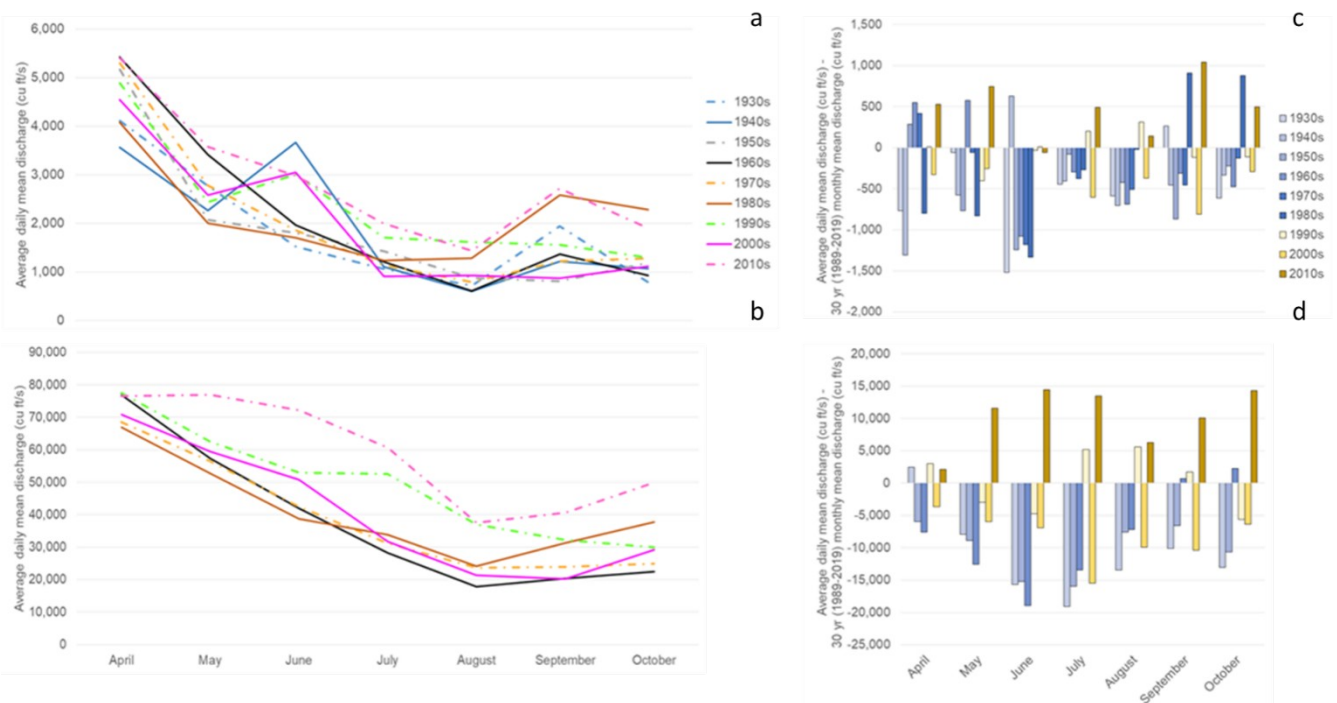 a
Average daily mean discharge (cu ft/s)
6,000
5,000
4,000
3,000
2,000
1,000
0
1930s
1940s
1950s
1960s
1970s
1980s
1990s
2000s
2010s
b
Average daily mean discharge (cu ft/s)
90,000
80,000
70,000
60,000
50,000
40,000
30,000
20,000
10,000
0
April May June July August September October
c
Average daily mean discharge (cu ft/s) -
30 yr (1989-2019) monthly mean discharge (cu ft/s)
1,500
1,000
500
0
-500
-1,000
-1,500
-2,000
1930s
1940s
1950s
1960s
1970s
1980s
1990s
2000s
2010s
d
Average daily mean discharge (cu ft/s) -
30 yr (1989-2019) monthly mean discharge (cu ft/s)
20,000
15,000
10,000
5,000
0
-5,000
-10,000
-15,000
-20,000
-25,000
April May June July August September October